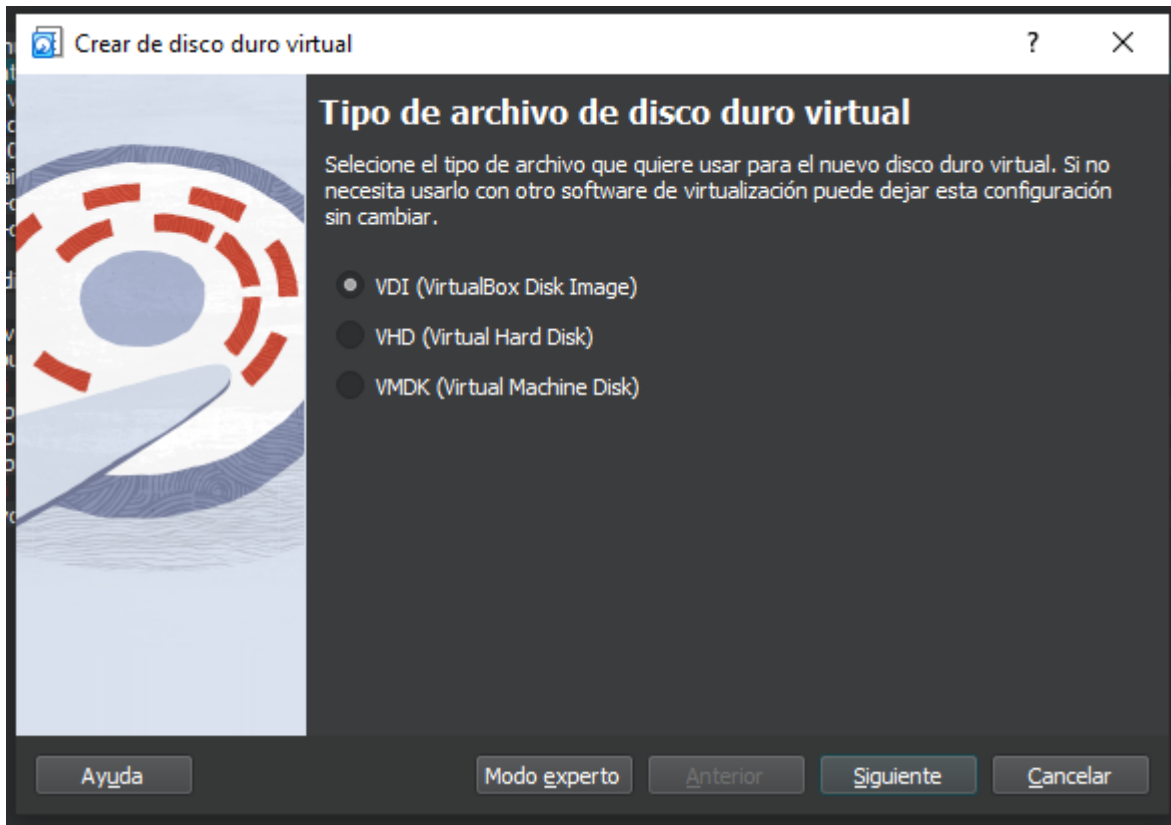 Crear de disco duro virtual
?
Tipo de archivo de disco duro virtual
Selecione el tipo de archivo que quiere usar para el nuevo disco duro virtual. Si no
necesita usarlo con otro software de virtualización puede dejar esta configuración
sin cambiar.
VDI (VirtualBox Disk Image)
VHD (Virtual Hard Disk)
VMDK (Virtual Machine Disk)
Ayuda
Modo experto
Anterior
Siguiente
Cancelar